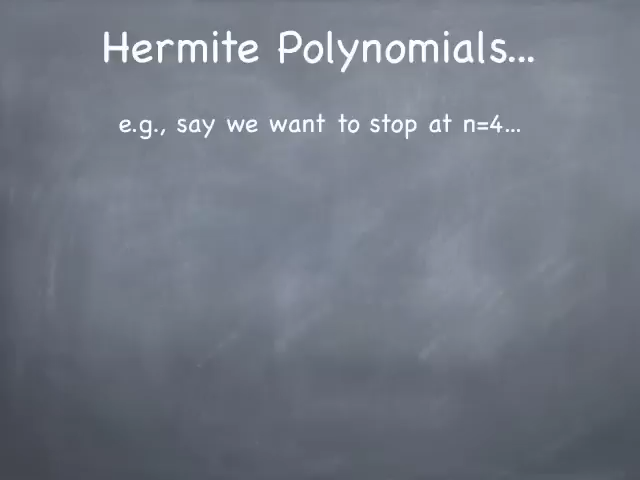 Hermite Polynomials...
e.g., say we want to stop at n=4...